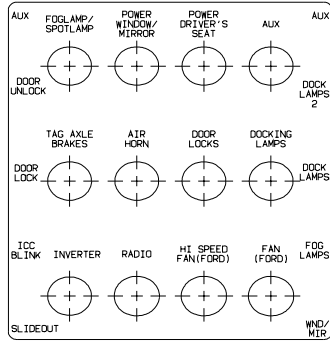 AUX
FOGLAMP/
SPOTLAMP
POWER
WINDOW/
MIRROR
POWER
DRIVER'S
SEAT
AUX
AUX
DOOR
UNLOCK
DOCK
LAMPS
2
TAG AXLE
BRAKES
AIR
HORN
DOOR
LOCKS
DOCKING
LAMPS
DOOR
LOCK
DOCK
LAMPS
ICC
BLINK
INVERTER
RADIO
HI SPEED
FAN(FORD)
FAN
(FORD)
FOG
LAMPS
SLIDEOUT
WND/
MIR